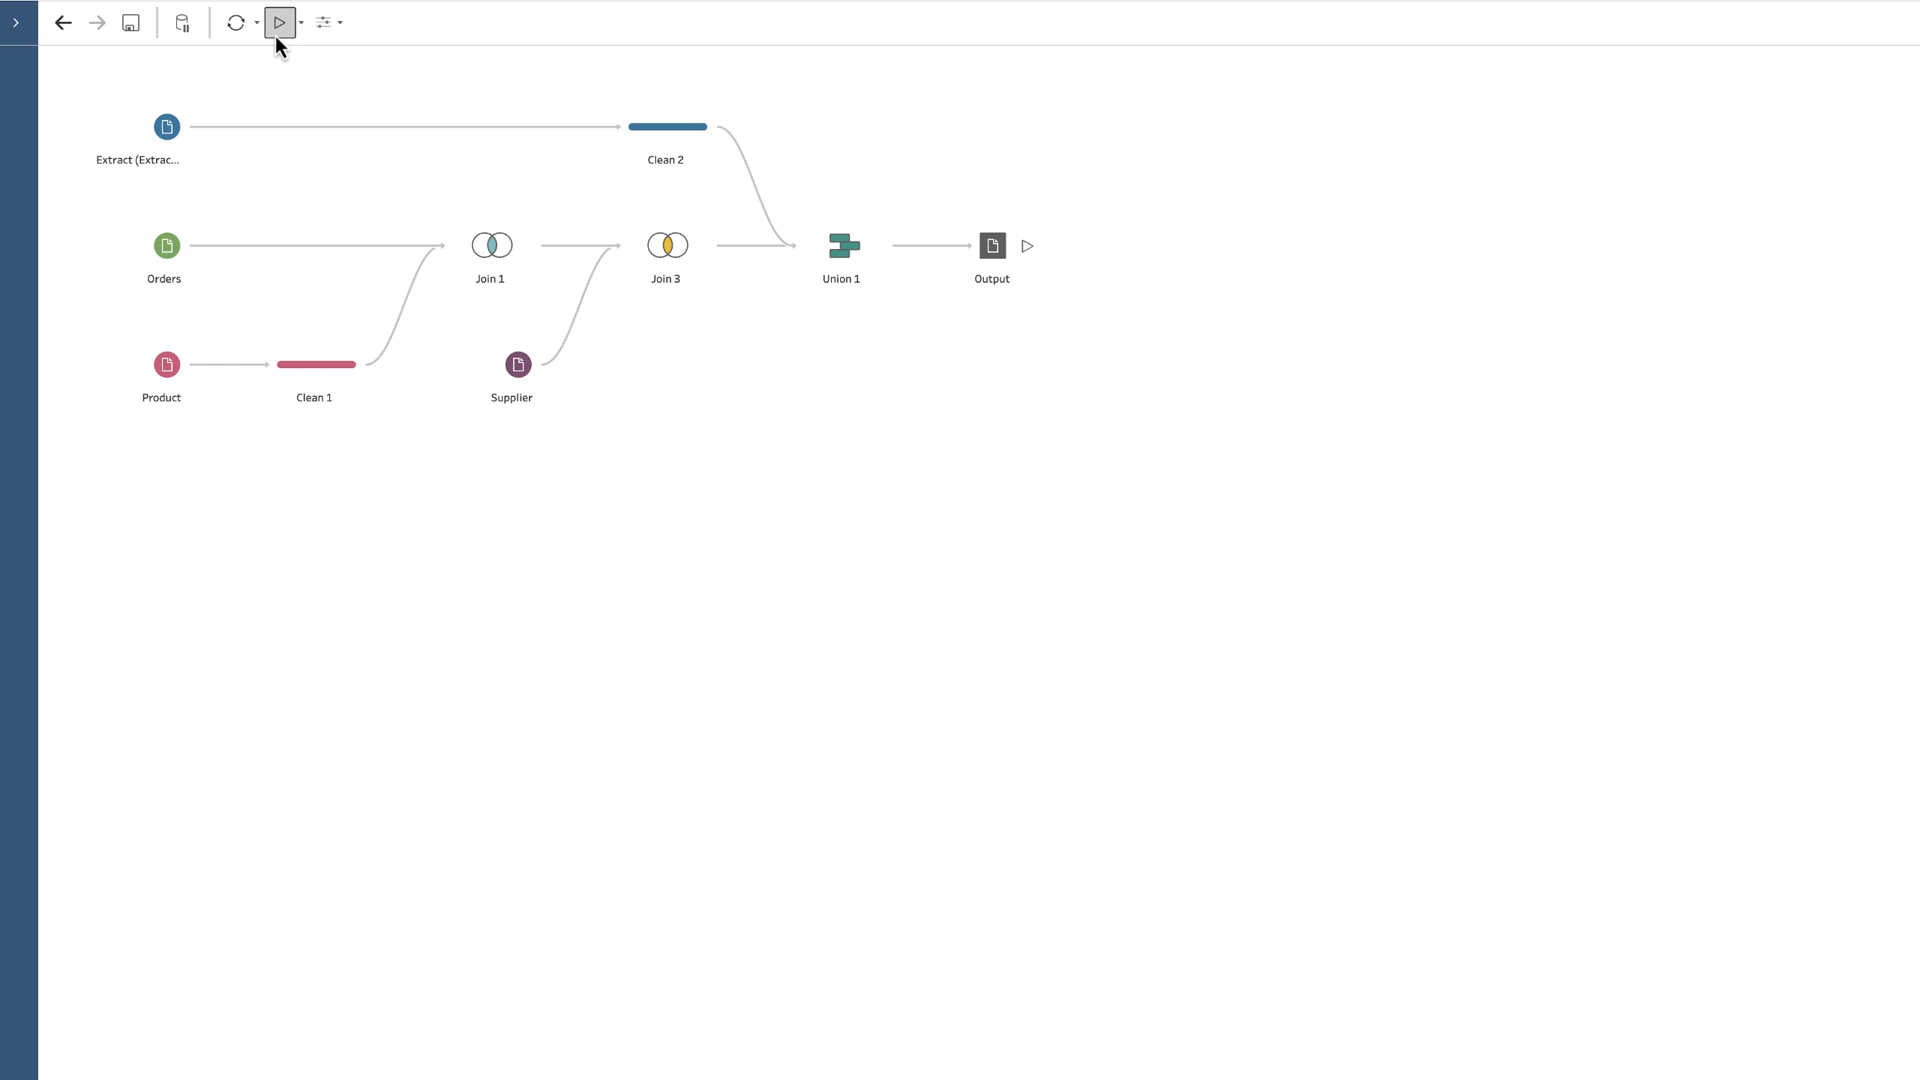 Extract (Extrac...
Clean 2
Orders
Join 1
Join 3
Union 1
Output
Product
Clean 1
Supplier